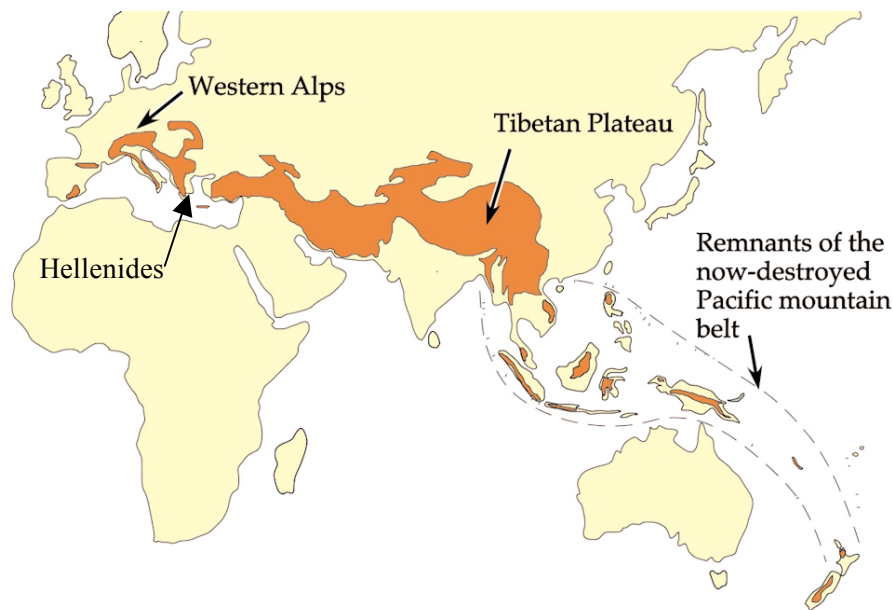 Western Alps
Tibetan Plateau
Hellenides
Remnants of the
now-destroyed
Pacific mountain
belt